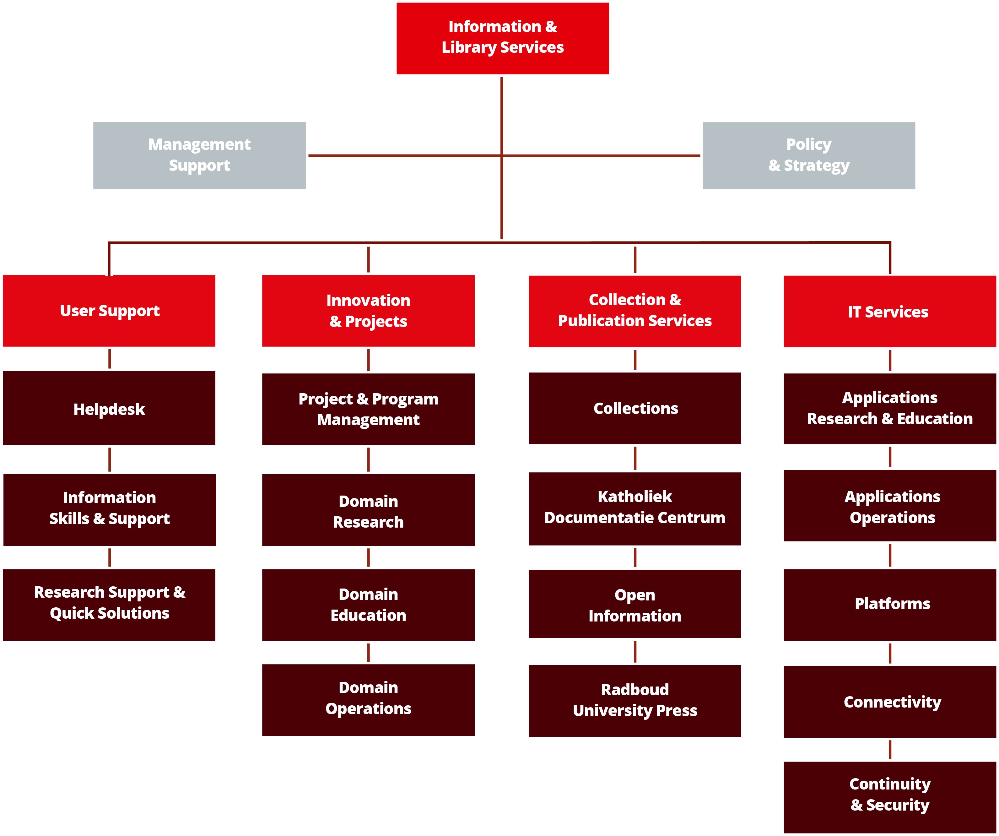 Information &
Library Services
Management
Support
Policy
& Strategy
User Support
Innovation
& Projects
Collection &
Publication Services
IT Services
Helpdesk
Project & Program
Management
Collections
Applications
Research & Education
Information
Skills & Support
Domain
Research
Katholiek
Documentatie Centrum
Applications
Operations
Research Support &
Quick Solutions
Domain
Education
Open
Information
Platforms
Domain
Operations
Radboud
University Press
Connectivity
Continuity
& Security